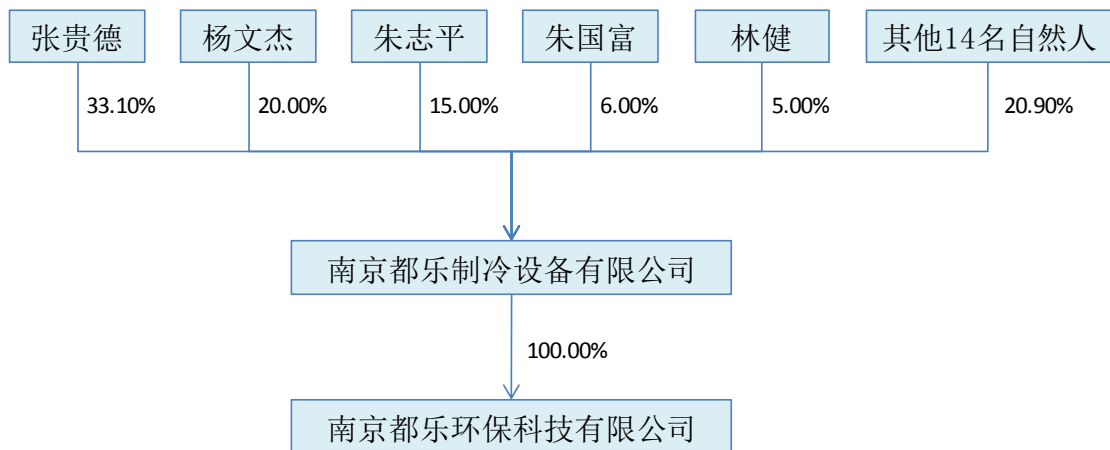 张贵德 杨文杰 朱志平 朱国富 林健 其他14名自然人
33.10% 20.00% 15.00% 6.00% 5.00% 20.90%
南京都乐制冷设备有限公司
100.00%
南京都乐环保科技有限公司